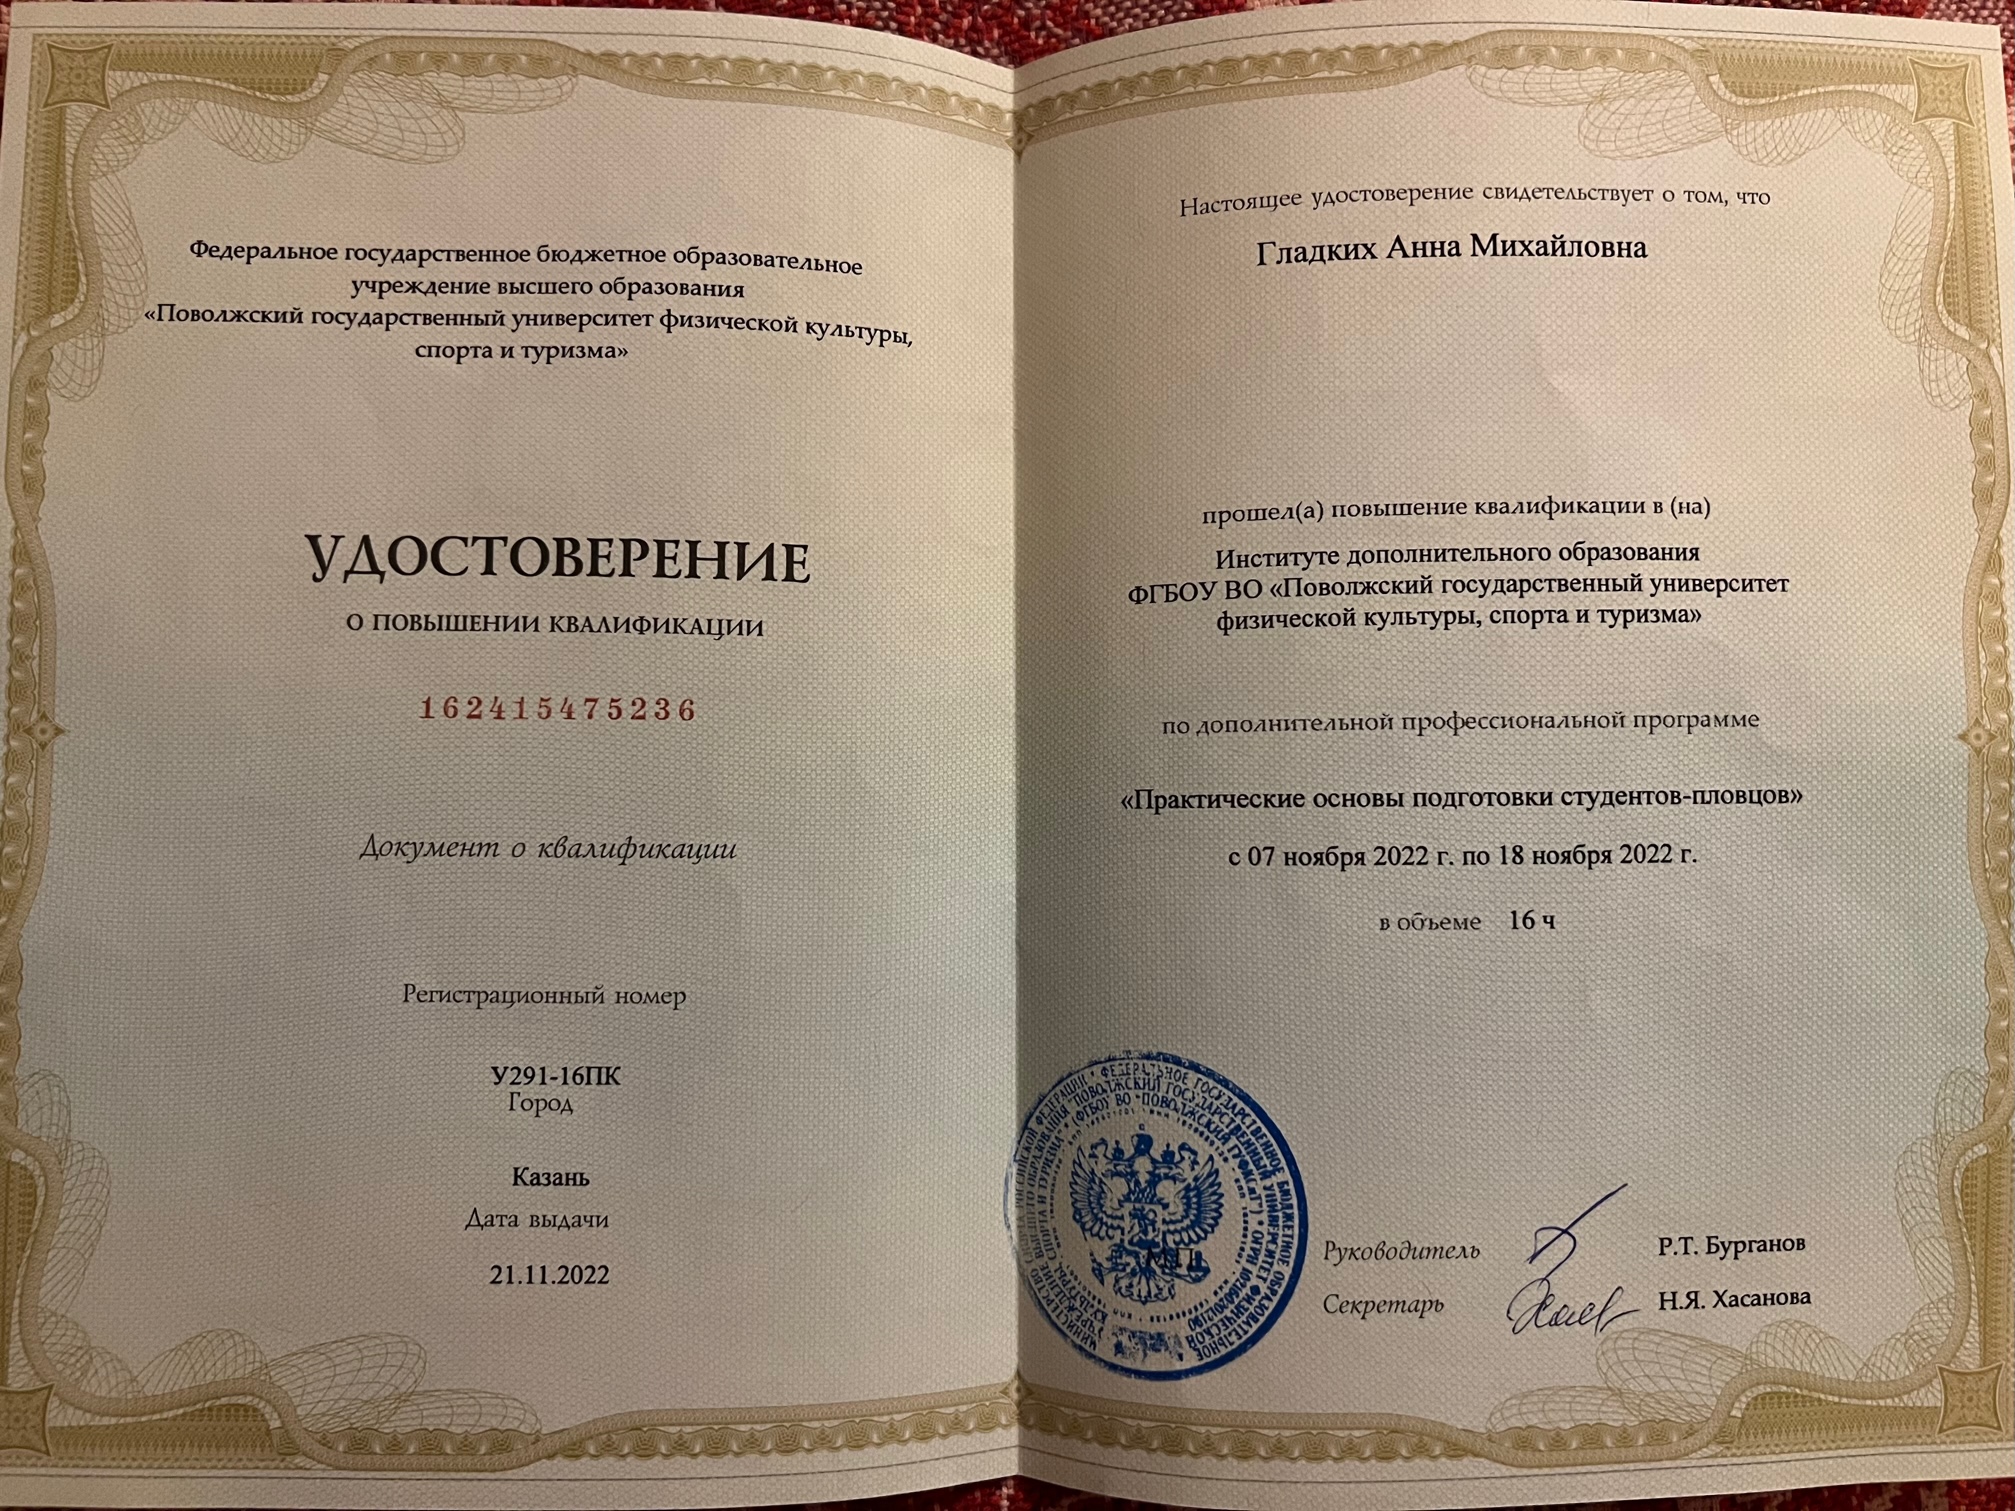 Федеральное государственное бюджетное образовательное
учреждение высшего образования
«Поволжский государственный университет физической культуры,
спорта и туризма»
УДОСТОВЕРЕНИЕ
О ПОВЫШЕНИИ КВАЛИФИКАЦИИ
162415475236
Документ о квалификации
Регистрационный номер
У291-16ПК
Город
Казань
Дата выдачи
21.11.2022
Настоящее удостоверение свидетельствует о том, что
Гладких Анна Михайловна
прошел(а) повышение квалификации в (на)
Институте дополнительного образования
ФГБОУ ВО «Поволжский государственный университет
физической культуры, спорта и туризма»
по дополнительной профессиональной программе
«Практические основы подготовки студентов-пловцов»
с 07 ноября 2022 г. по 18 ноября 2022 г.
в объеме 16 ч
МП
Руководитель Р.Т. Бурганов
Секретарь Н.Я. Хасанова